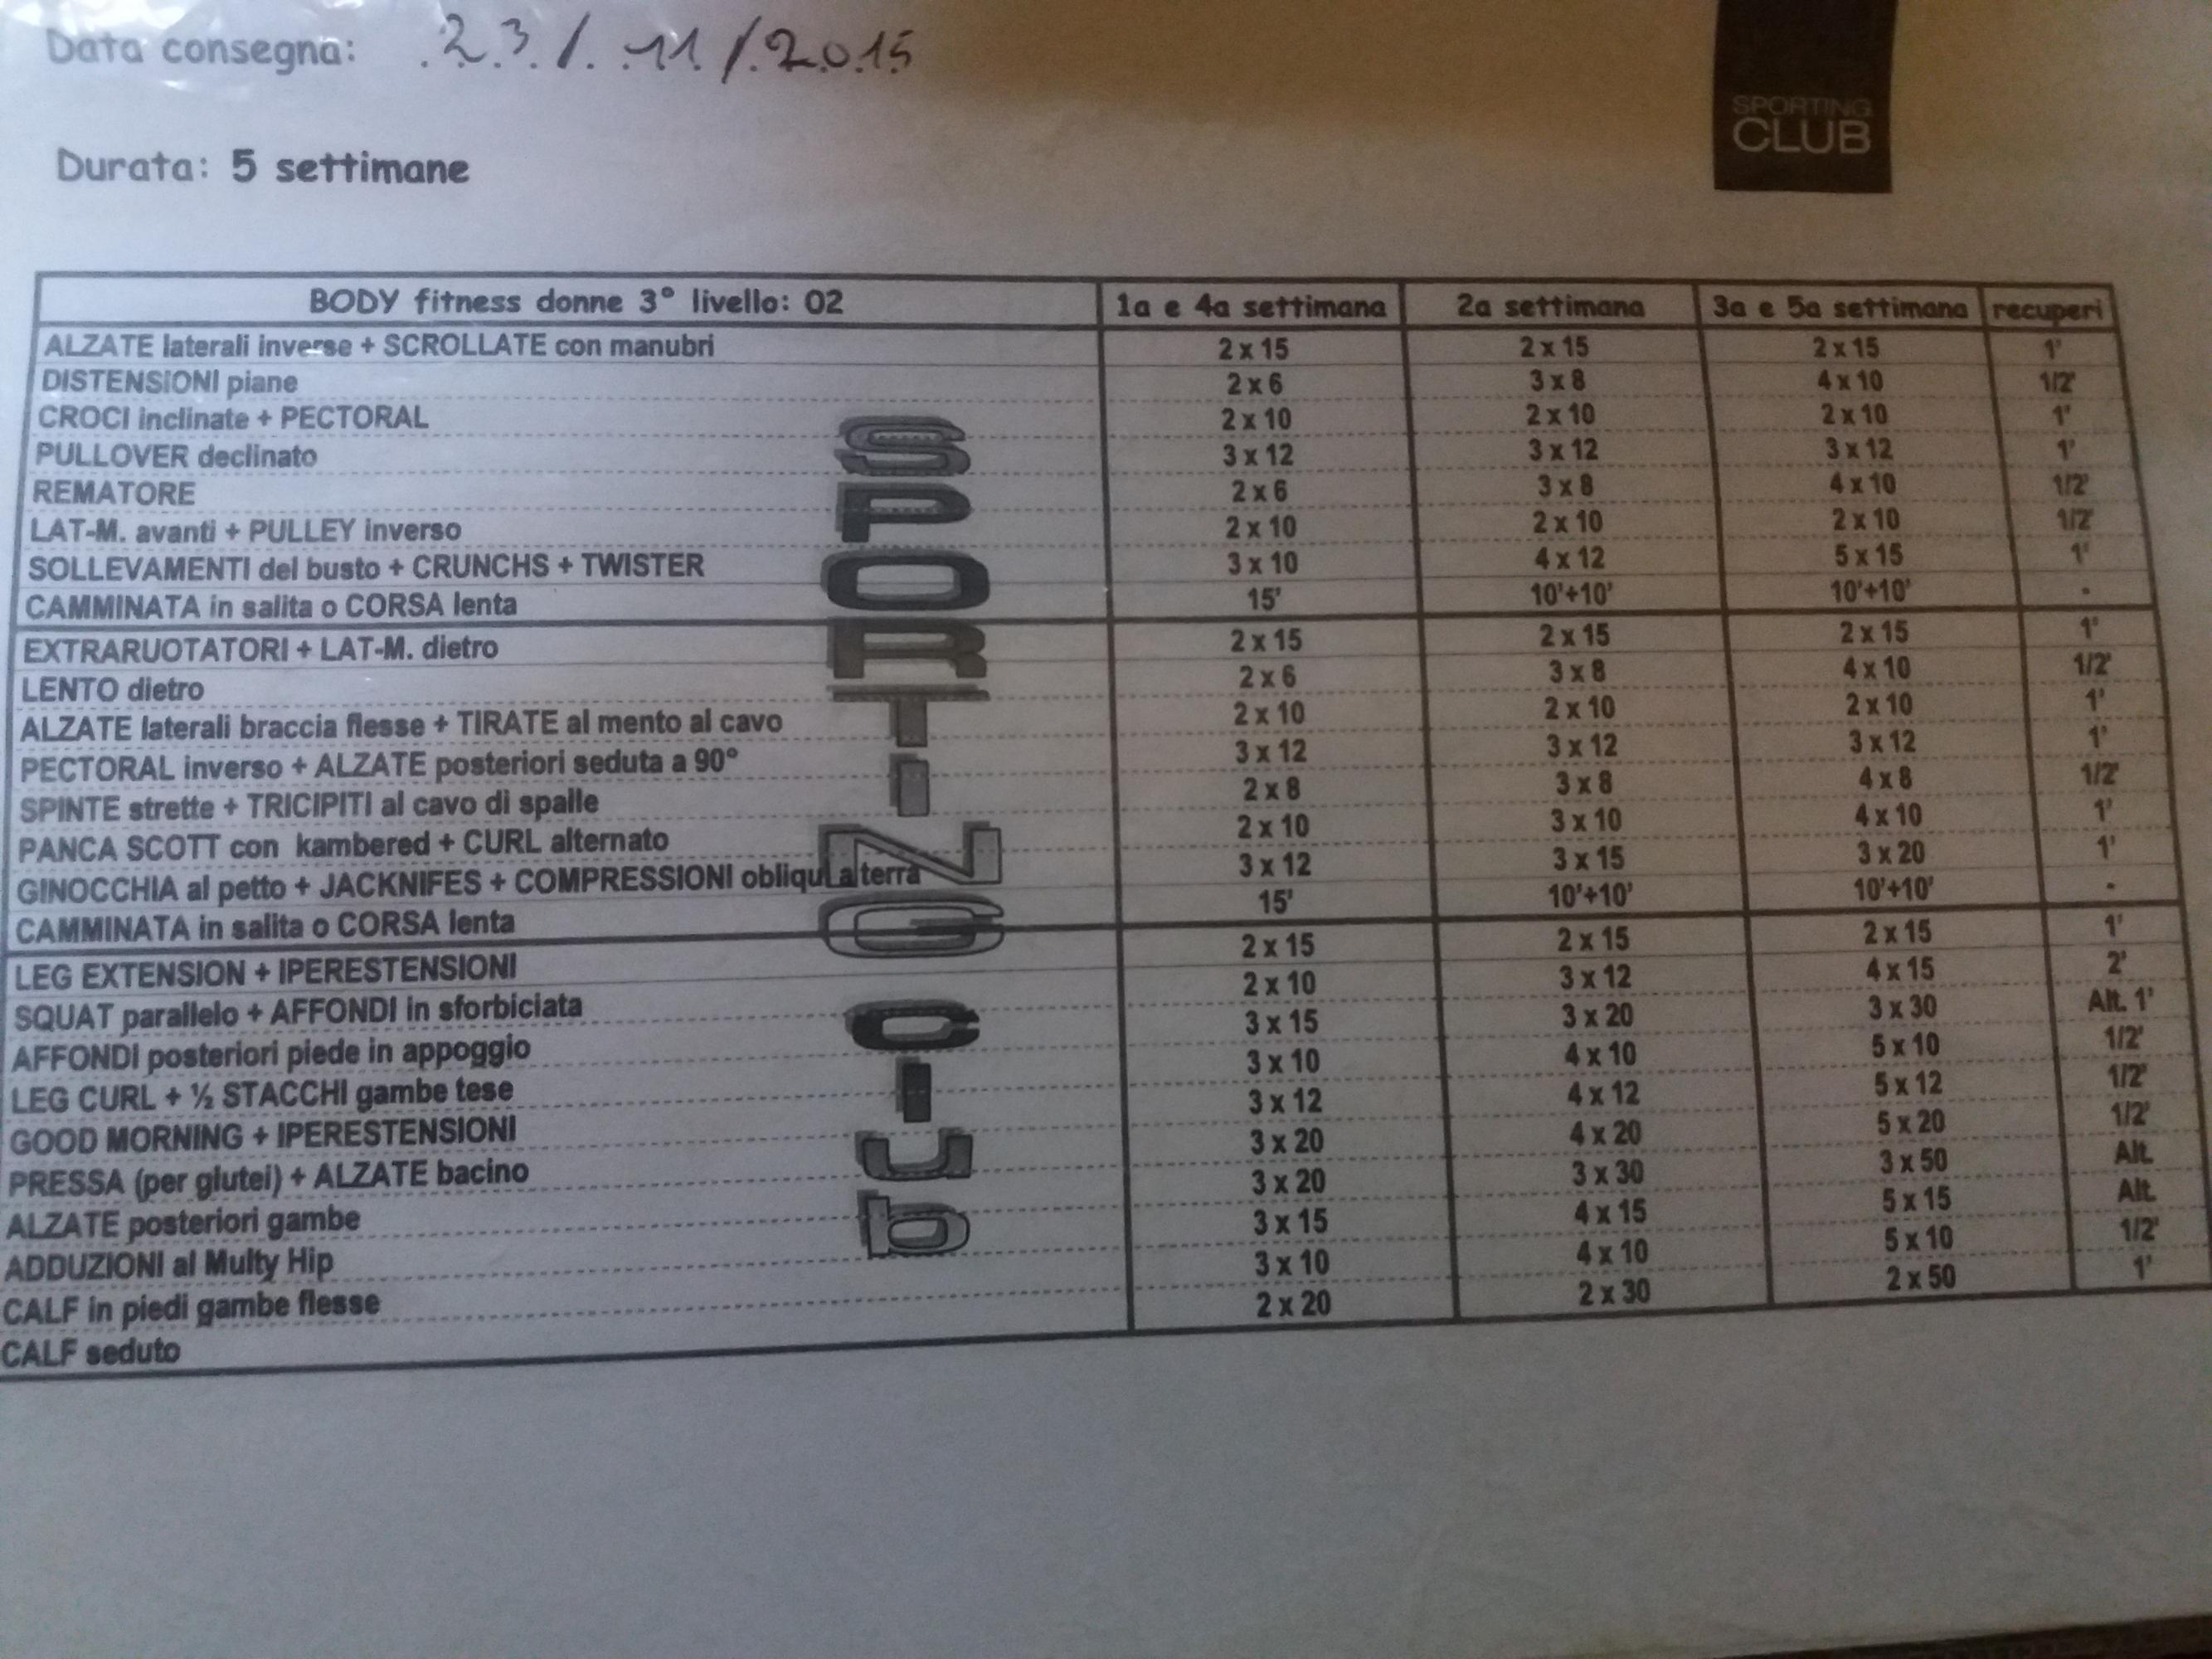 Data consegna: .23./.11./.2.0.15
SPORTING
CLUB
Durata: 5 settimane
BODY fitness donne 3° livello: 02 1a e 4a settimana 2a settimana 3a e 5a settimana recuperi
ALZATE laterali inverse + SCROLLATE con manubri 2 x 15 2 x 15 2 x 15 1'
DISTENSIONI piane 2 x 6 3 x 8 4 x 10 1/2'
CROCI inclinate + PECTORAL 2 x 10 2 x 10 2 x 10 1'
PULLOVER declinato 3 x 12 3 x 12 3 x 12 1'
REMATORE 2 x 6 3 x 8 4 x 10 1/2'
LAT-M. avanti + PULLEY inverso 2 x 10 2 x 10 2 x 10 1/2'
SOLLEVAMENTI del busto + CRUNCHS + TWISTER 3 x 10 4 x 12 5 x 15 1'
CAMMINATA in salita o CORSA lenta 15' 10'+10' 10'+10' -
EXTRARUOTATORI + LAT-M. dietro 2 x 15 2 x 15 2 x 15 1'
LENTO dietro 2 x 6 3 x 8 4 x 10 1/2'
ALZATE laterali braccia flesse + TIRATE al mento al cavo 2 x 10 2 x 10 2 x 10 1'
PECTORAL inverso + ALZATE posteriori seduta a 90° 3 x 12 3 x 12 3 x 12 1'
SPINTE strette + TRICIPITI al cavo di spalle 2 x 8 3 x 8 4 x 8 1/2'
PANCA SCOTT con kambered + CURL alternato 2 x 10 3 x 10 4 x 10 1'
GINOCCHIA al petto + JACKNIFES + COMPRESSIONI obliqui a terra 3 x 12 3 x 15 3 x 20 1'
CAMMINATA in salita o CORSA lenta 15' 10'+10' 10'+10' -
LEG EXTENSION + IPERESTENSIONI 2 x 15 2 x 15 2 x 15 1'
SQUAT parallelo + AFFONDI in sforbiciata 2 x 10 3 x 12 4 x 15 2'
AFFONDI posteriori piede in appoggio 3 x 15 3 x 20 3 x 30 Alt. 1'
LEG CURL + ½ STACCHI gambe tese 3 x 10 4 x 10 5 x 10 1/2'
GOOD MORNING + IPERESTENSIONI 3 x 12 4 x 12 5 x 12 1/2'
PRESSA (per glutei) + ALZATE bacino 3 x 20 4 x 20 5 x 20 1/2'
ALZATE posteriori gambe 3 x 20 3 x 30 3 x 50 Alt.
ADDUZIONI al Multy Hip 3 x 15 4 x 15 5 x 15 Alt.
CALF in piedi gambe flesse 3 x 10 4 x 10 5 x 10 1/2'
CALF seduto 2 x 20 2 x 30 2 x 50 1'
SPORTiNG club